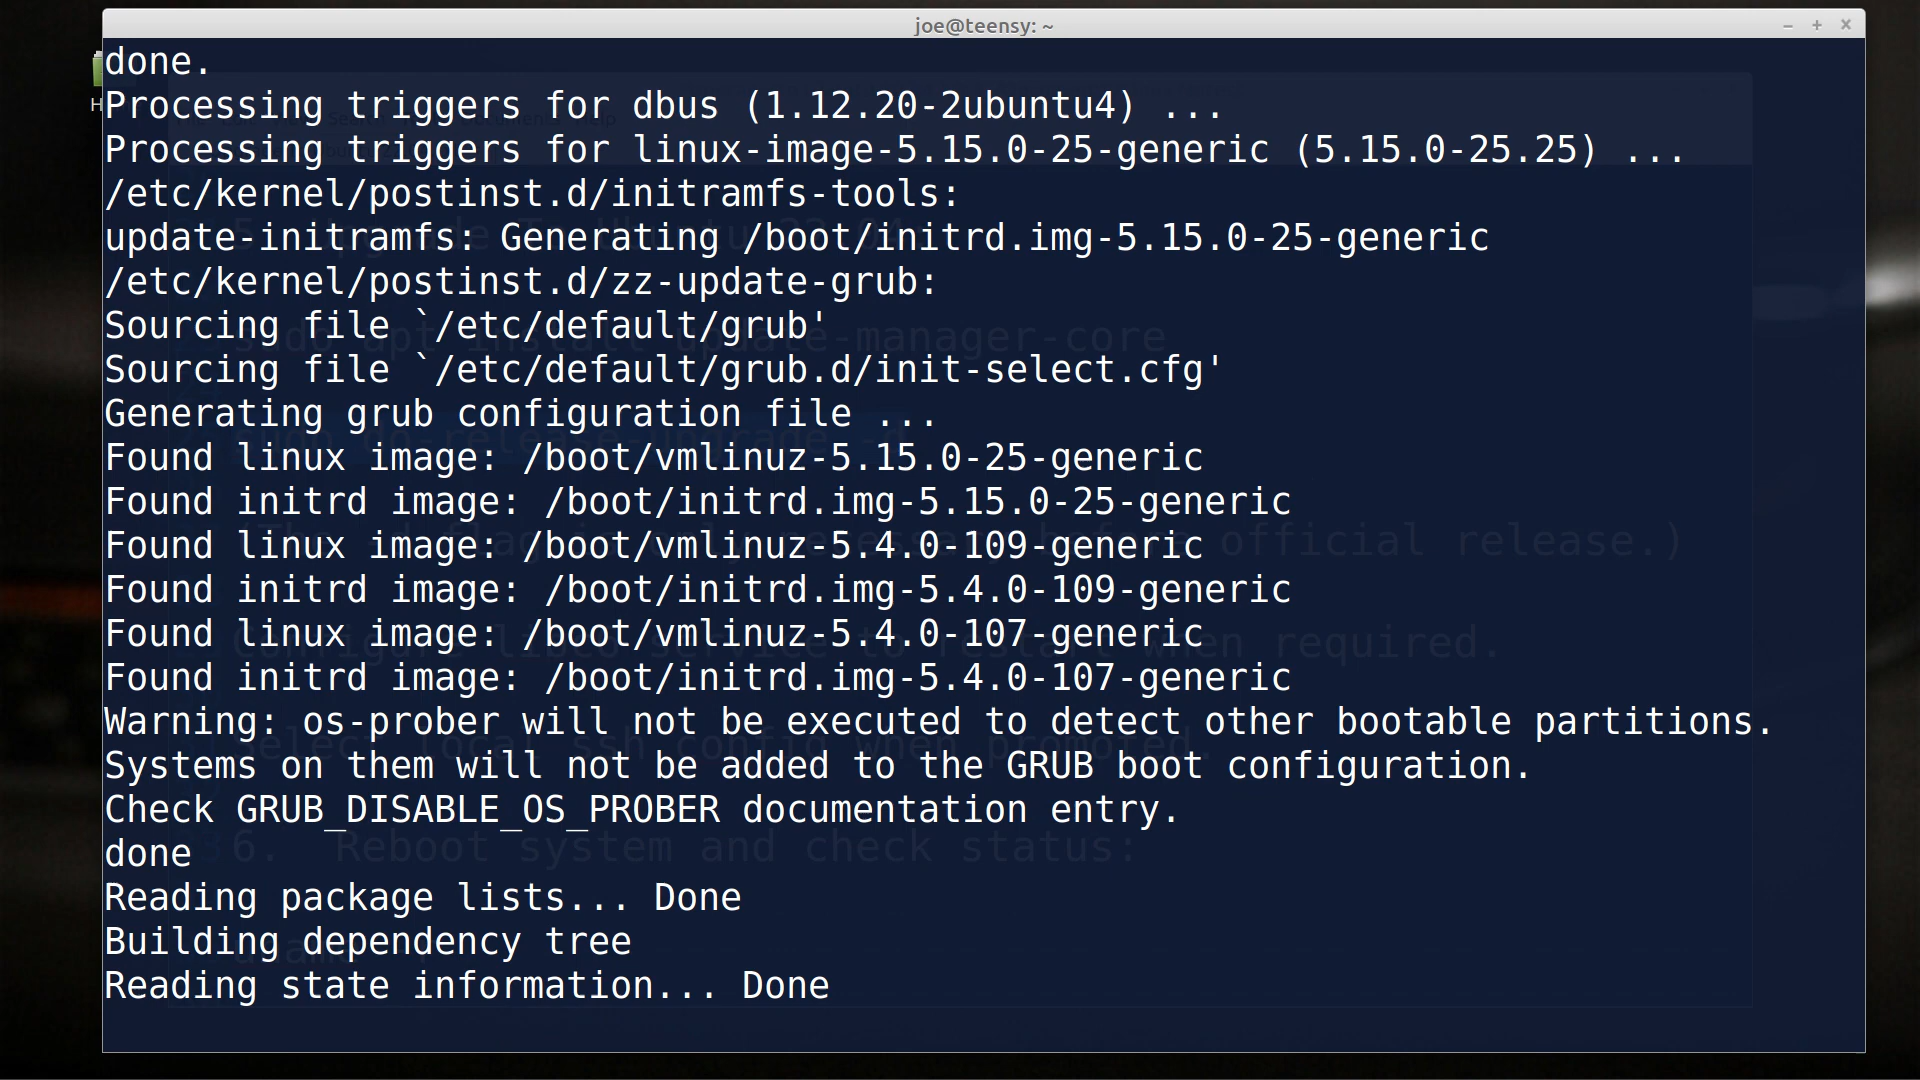 joe@teensy: ~
done.
Processing triggers for dbus (1.12.20-2ubuntu4) ...
Processing triggers for linux-image-5.15.0-25-generic (5.15.0-25.25) ...
/etc/kernel/postinst.d/initramfs-tools:
update-initramfs: Generating /boot/initrd.img-5.15.0-25-generic
/etc/kernel/postinst.d/zz-update-grub:
Sourcing file `/etc/default/grub'
Sourcing file `/etc/default/grub.d/init-select.cfg'
Generating grub configuration file ...
Found linux image: /boot/vmlinuz-5.15.0-25-generic
Found initrd image: /boot/initrd.img-5.15.0-25-generic
Found linux image: /boot/vmlinuz-5.4.0-109-generic
Found initrd image: /boot/initrd.img-5.4.0-109-generic
Found linux image: /boot/vmlinuz-5.4.0-107-generic
Found initrd image: /boot/initrd.img-5.4.0-107-generic
Warning: os-prober will not be executed to detect other bootable partitions.
Systems on them will not be added to the GRUB boot configuration.
Check GRUB_DISABLE_OS_PROBER documentation entry.
done
6. Reboot system and check status:
Reading package lists... Done
Building dependency tree
Reading state information... Done